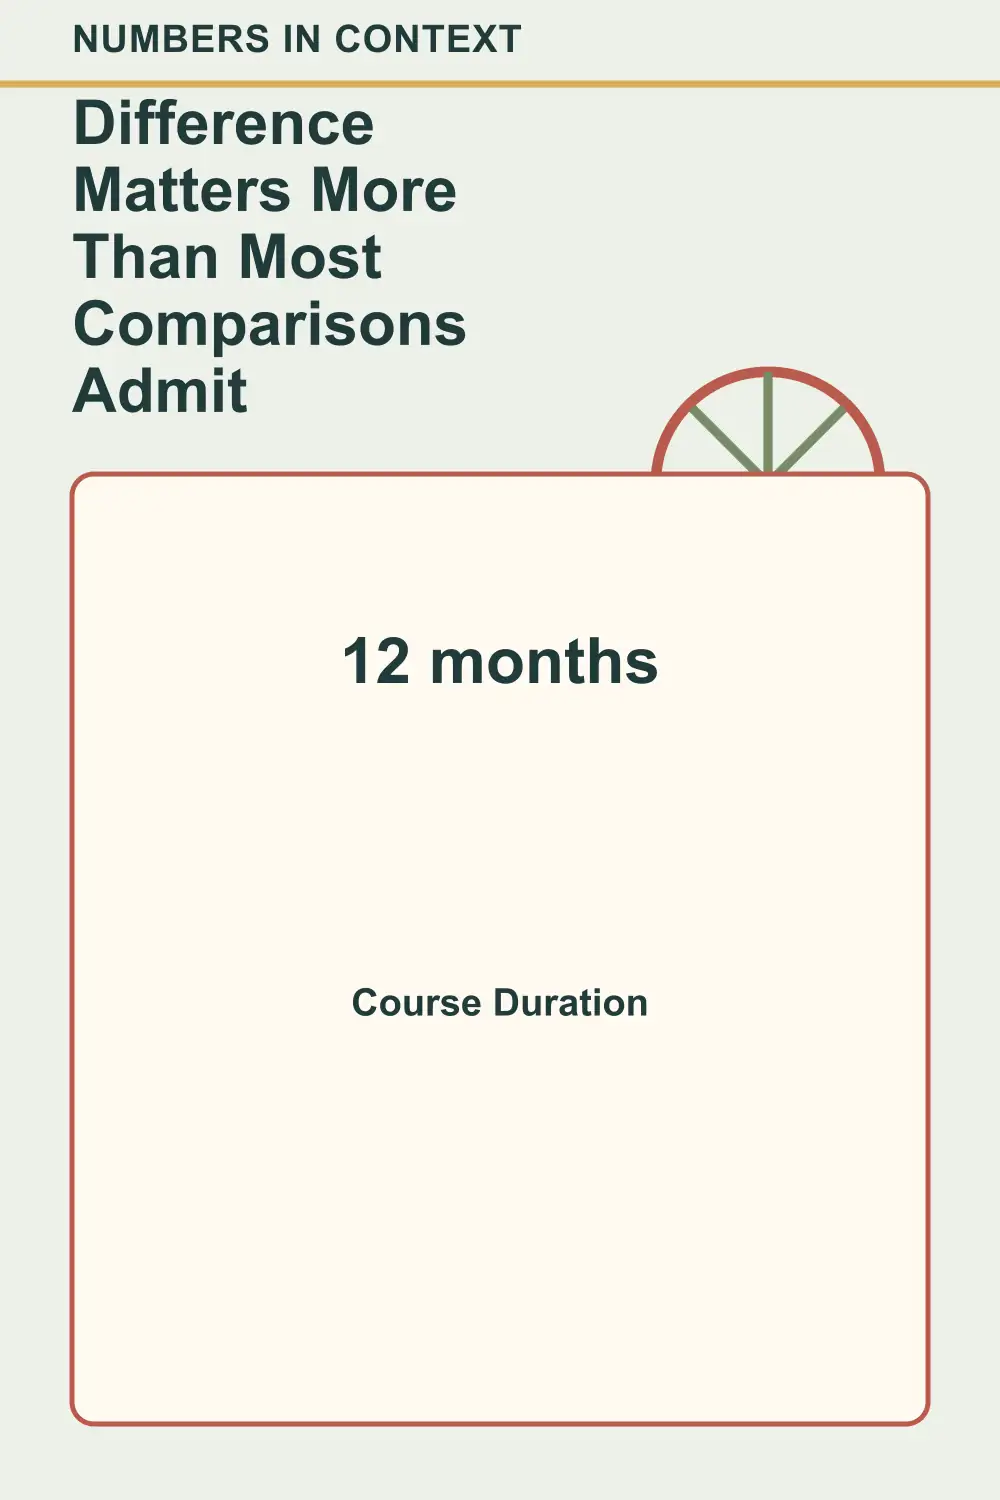 NUMBERS IN CONTEXT
Difference
Matters More
Than Most
Comparisons
Admit
12 months
Course Duration